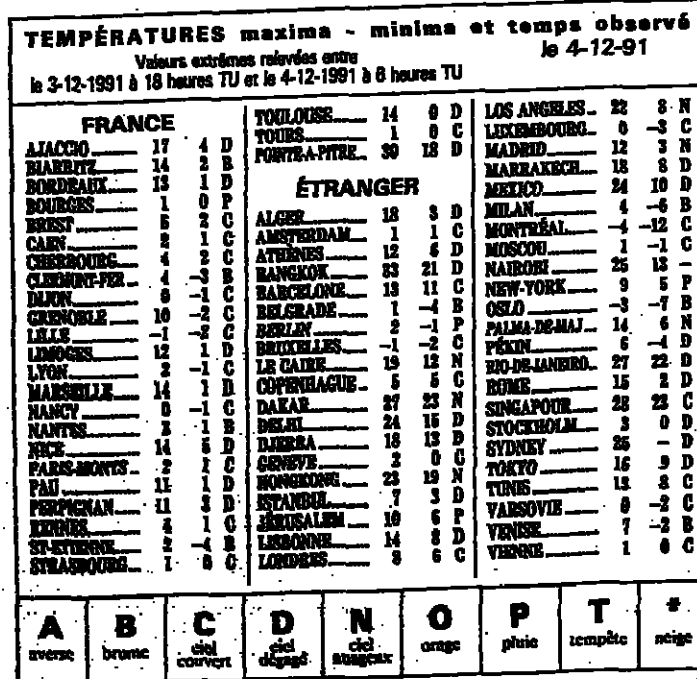 TEMPÉRATURES maxima - minima et temps observé
Valeurs extrêmes relevées entre
le 3-12-1991 à 18 heures TU et le 4-12-1991 à 6 heures TU
le 4-12-91
FRANCE
AJACCIO 17 4 D
BIARRITZ 14 2 B
BORDEAUX 13 1 D
BOURGES 1 0 P
BREST 2 C
CAEN 2 1 C
CHERBOURG 4 2 C
CLERMONT-FER. 4 -3 B
DIJON 0 -1 C
GRENOBLE 10 -2 C
LILLE -1 -2 C
LIMOGES 12 1 D
LYON 2 -1 C
MARSEILLE 14 1 D
NANCY 0 -1 C
NANTES 3 1 B
NICE 14 5 D
PARIS-MONTS 2 1 C
PAU 11 1 D
PERPIGNAN 11 3 D
RENNES 4 1 C
ST-ETIENNE 2 -4 B
STRASBOURG 1 0 C
TOULOUSE 14 0 D
TOURS 1 0 C
POINTE-A-PITRE 30 18 D
ÉTRANGER
ALGER 18 3 D
AMSTERDAM 1 1 C
ATHÈNES 12 D
BANGKOK 33 21 D
BARCELONE 13 11 C
BELGRADE 1 -4 B
BERLIN 2 -1 P
BRUXELLES -1 -2 C
LE CAIRE 19 12 N
COPENHAGUE 5 5 C
DAKAR 27 23 N
DELHI 24 15 D
DJERBA 18 13
GENÈVE 2 0 C
HONGKONG 23 19 N
ISTANBUL 7 3 D
JÉRUSALEM 10 6 P
LISBONNE 14 8 D
LONDRES 8 6 C
LOS ANGELES 22 8 N
LUXEMBOURG 0 -3 C
MADRID 12 3 N
MARRAKECH 18 8 D
MEXICO 24 10 D
MILAN 4 -6 B
MONTRÉAL -4 -12 C
MOSCOU 1 -1 C
NAIROBI 25 13 -
NEW-YORK 9 5 P
OSLO -3 -7 B
PALMA-DE-MAJ. 14 6 N
PÉKIN 6 -4 D
RIO-DE-JANEIRO 27 22 D
ROME 15 2 D
SINGAPOUR 28 22 C
STOCKHOLM 3 0 D
SYDNEY 25 - D
TOKYO 16 9 D
TUNIS 13 8 C
VARSOVIE 0 -2 C
VENISE 7 -2 B
VIENNE 1 0 C
A B C D N O P T *
averse brume ciel couvert ciel dégagé ciel nuageux orage pluie tempête neige